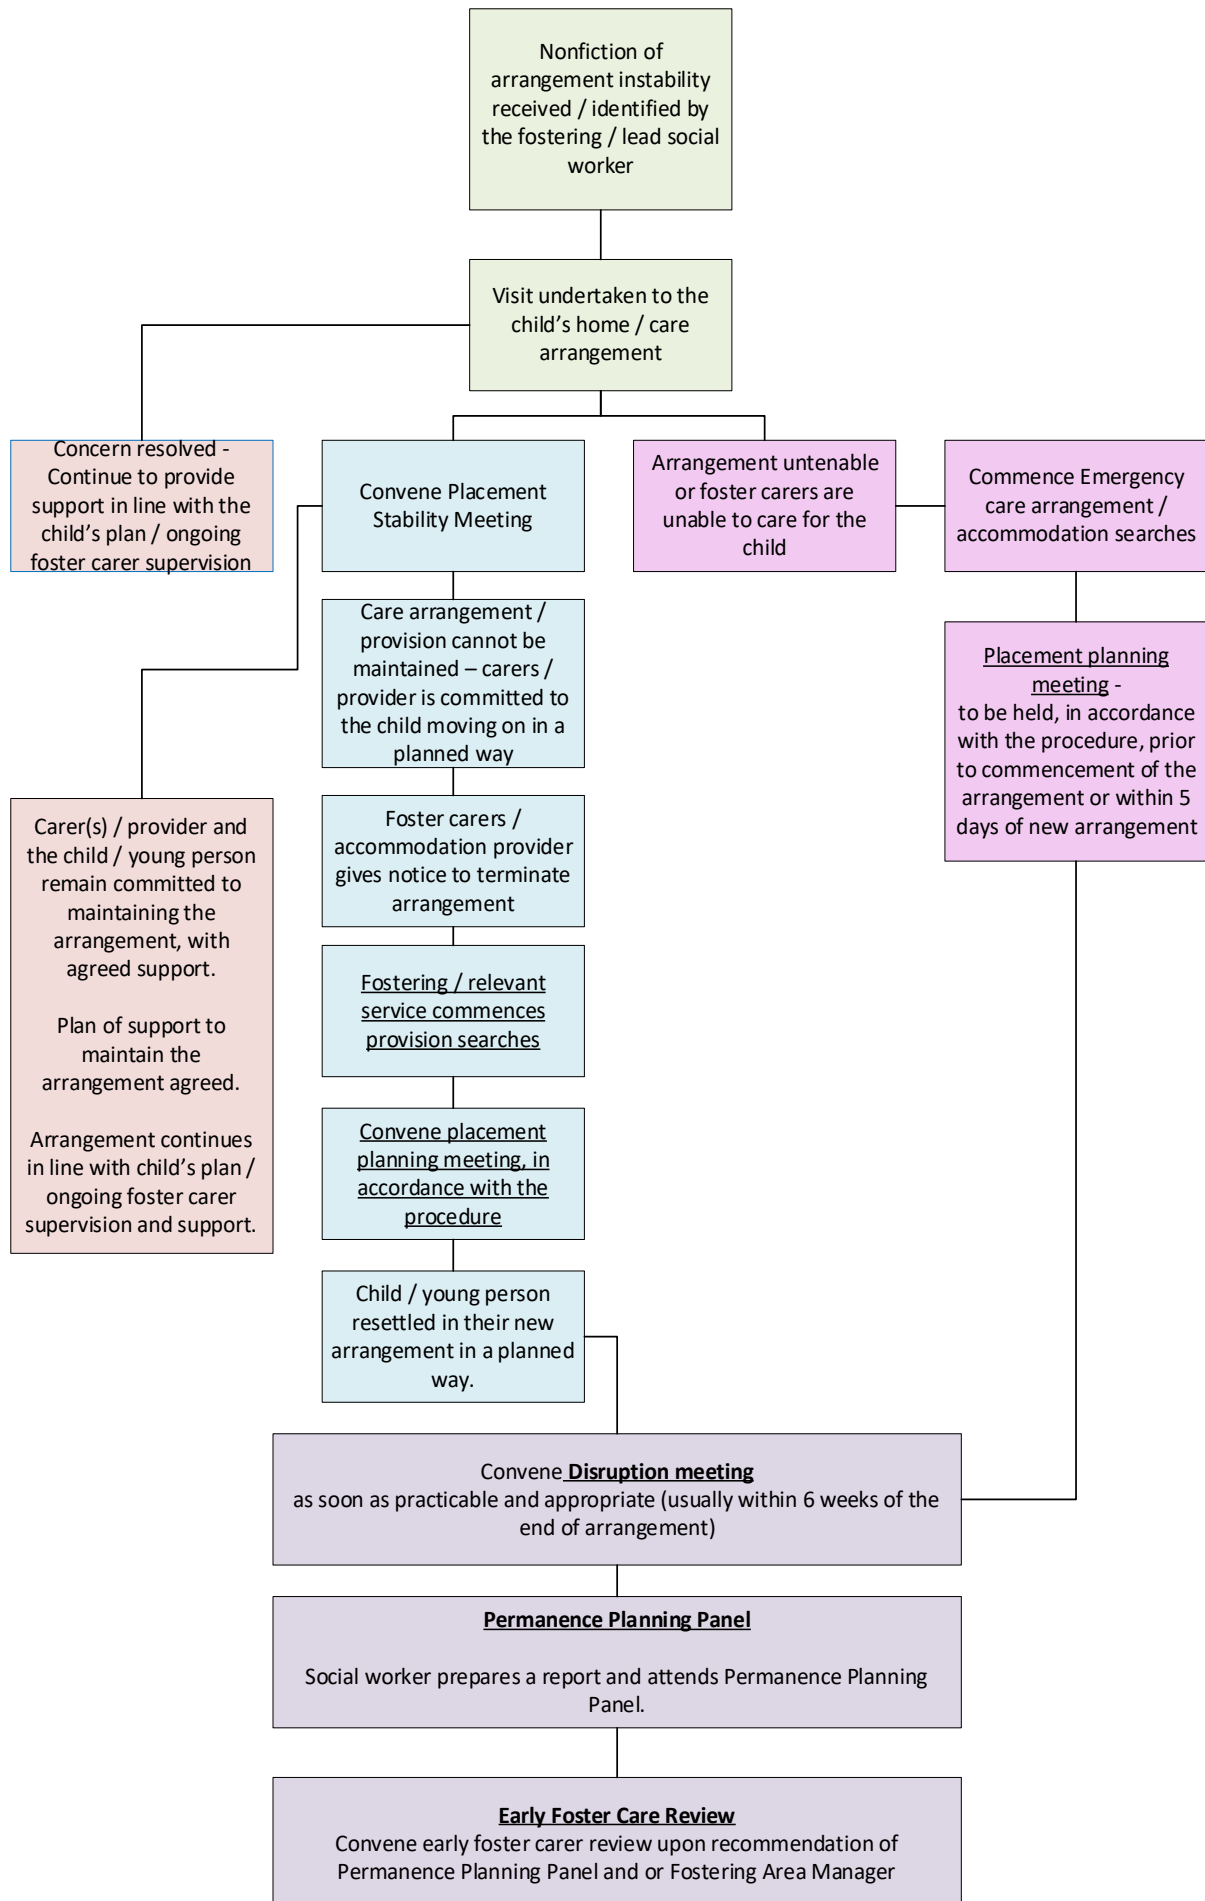 Nonfiction of
arrangement instability
received / identified by
the fostering / lead social
worker
Visit undertaken to the
child’s home / care
arrangement
Concern resolved -
Continue to provide
support in line with the
child’s plan / ongoing
foster carer supervision
Convene Placement
Stability Meeting
Arrangement untenable
or foster carers are
unable to care for the
child
Commence Emergency
care arrangement /
accommodation searches
Care arrangement /
provision cannot be
maintained – carers /
provider is committed to
the child moving on in a
planned way
Placement planning
meeting -
to be held, in accordance
with the procedure, prior
to commencement of the
arrangement or within 5
days of new arrangement
Carer(s) / provider and
the child / young person
remain committed to
maintaining the
arrangement, with
agreed support.
Plan of support to
maintain the
arrangement agreed.
Arrangement continues
in line with child’s plan /
ongoing foster carer
supervision and support.
Foster carers /
accommodation provider
gives notice to terminate
arrangement
Fostering / relevant
service commences
provision searches
Convene placement
planning meeting, in
accordance with the
procedure
Child / young person
resettled in their new
arrangement in a planned
way.
Convene Disruption meeting
as soon as practicable and appropriate (usually within 6 weeks of the
end of arrangement)
Permanence Planning Panel
Social worker prepares a report and attends Permanence Planning
Panel.
Early Foster Care Review
Convene early foster carer review upon recommendation of
Permanence Planning Panel and or Fostering Area Manager